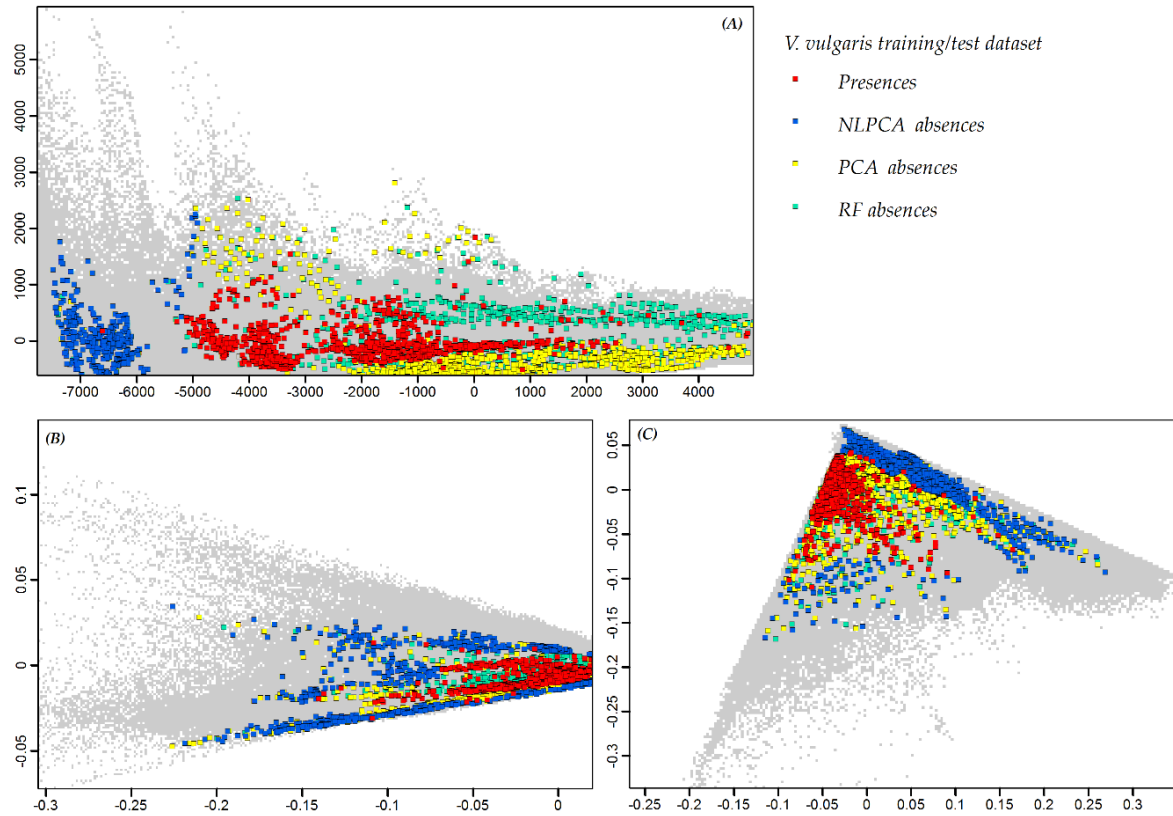 (A)
V. vulgaris training/test dataset
Presences
NLPCA absences
PCA absences
RF absences
5000
4000
3000
2000
1000
0
-7000 -6000 -5000 -4000 -3000 -2000 -1000 0 1000 2000 3000 4000
(B)
0.1
0.05
0
-0.05
-0.3 -0.25 -0.2 -0.15 -0.1 -0.05 0
(C)
0.05
0
-0.05
-0.1
-0.15
-0.2
-0.25
-0.3
-0.25 -0.2 -0.15 -0.1 -0.05 0 0.05 0.1 0.15 0.2 0.25 0.3